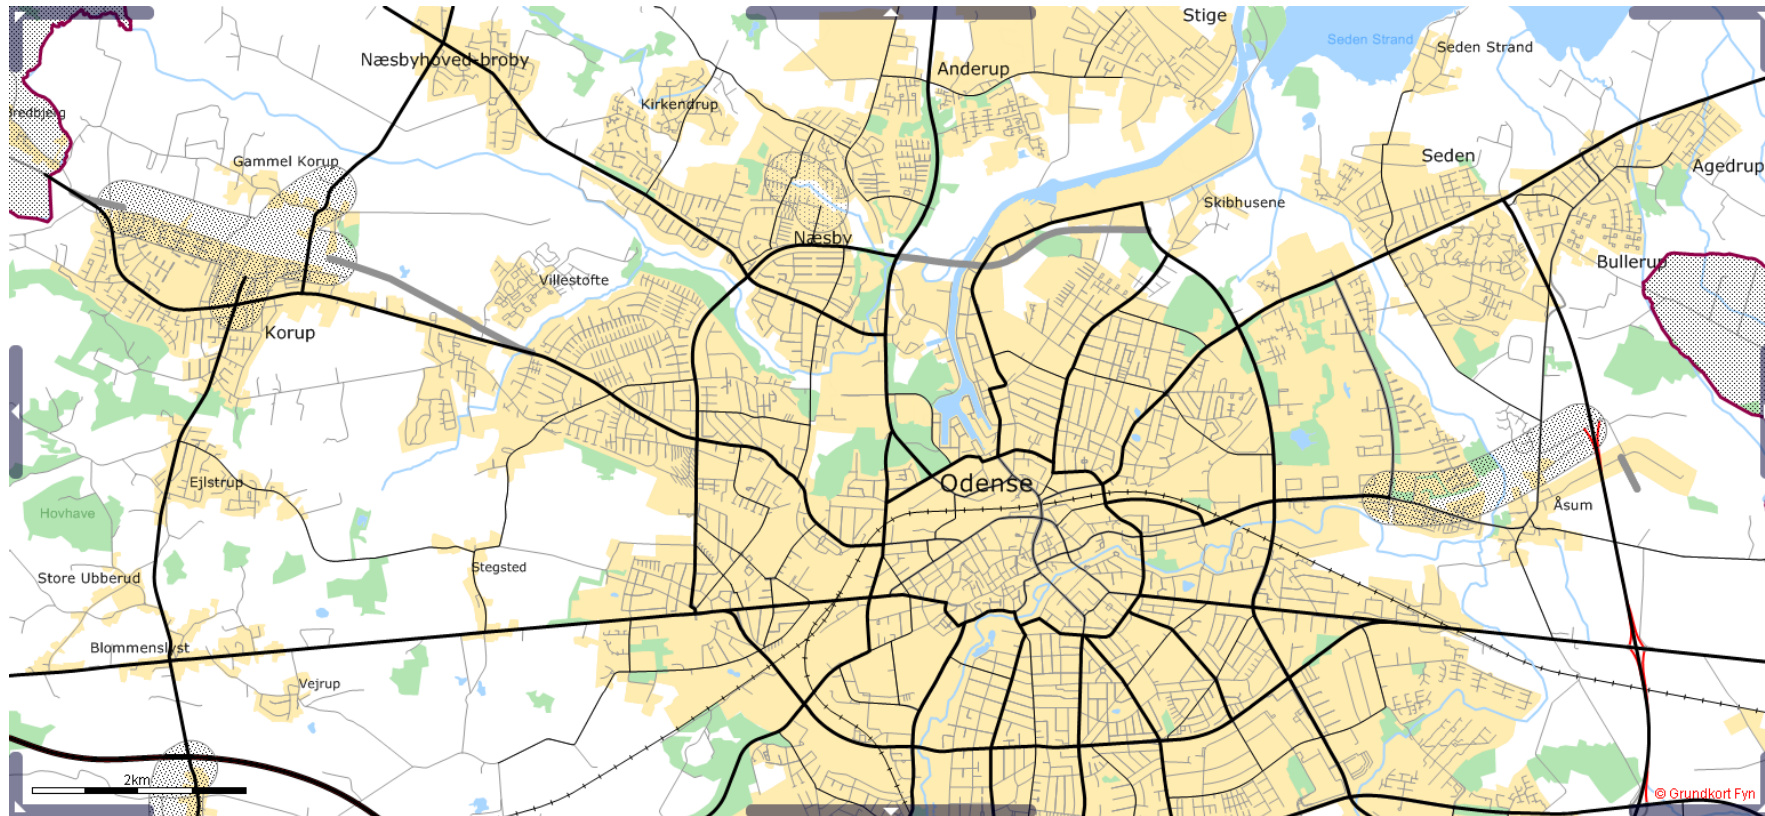 Stige
Seden Strand
Seden Strand
Næsbyhoved-broby
Anderup
Kirkendrup
Gammel Korup
Seden
Agedrup
Skibhusene
Næsby
Bullerup
Villestofte
Korup
Ejlstrup
Odense
Hovhave
Åsum
Stegsted
Store Ubberud
Blommenslyst
Vejrup
2km
© Grundkort Fyn